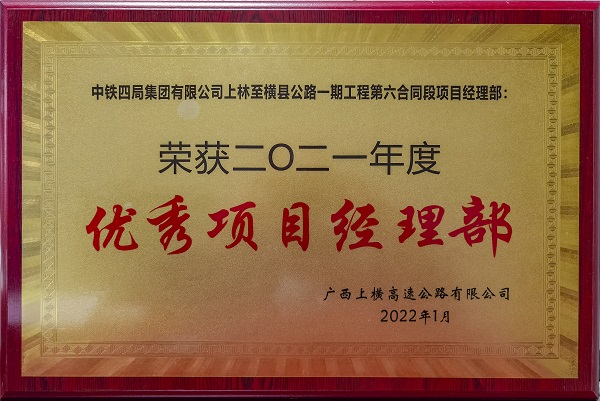 中铁四局集团有限公司上林至横县公路一期工程第六合同段项目经理部：
荣获二〇二一年度
优秀项目经理部
广西上横高速公路有限公司
2022年1月